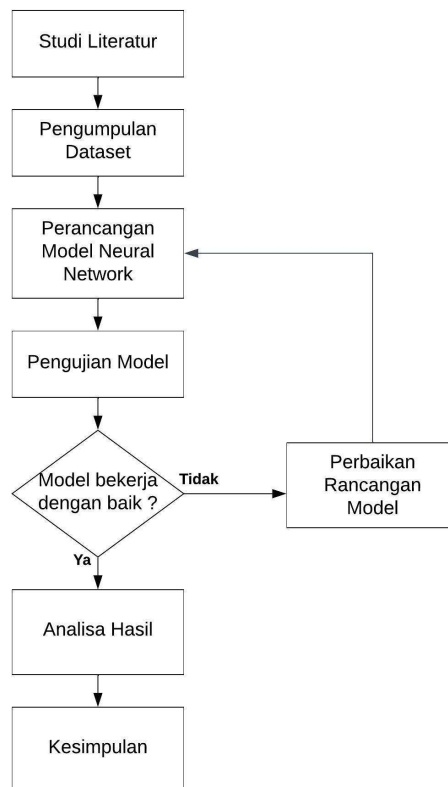 Studi Literatur
Pengumpulan
Dataset
Perancangan
Model Neural
Network
Pengujian Model
Model bekerja
dengan baik ?
Tidak
Perbaikan
Rancangan
Model
Ya
Analisa Hasil
Kesimpulan